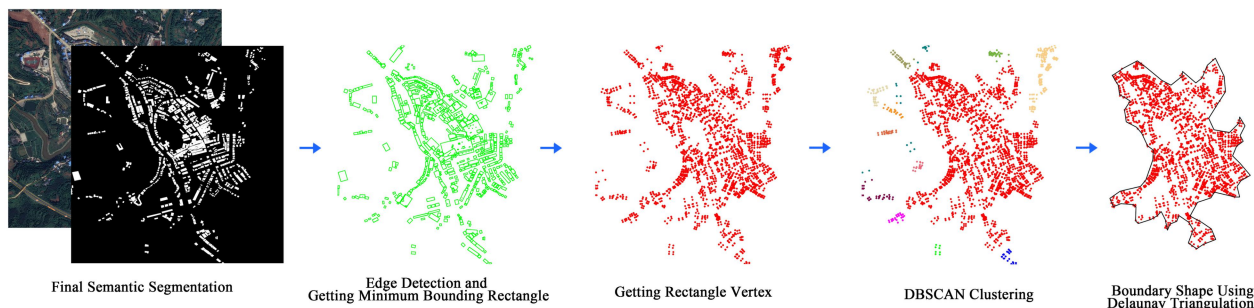 Final Semantic Segmentation
Edge Detection and
Getting Minimum Bounding Rectangle
Getting Rectangle Vertex
DBSCAN Clustering
Boundary Shape Using
Delaunay Triangulation